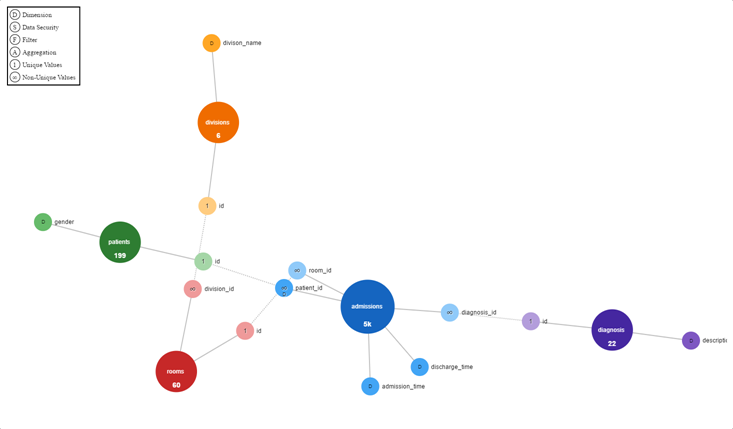 D Dimension
S Data Security
F Filter
A Aggregation
1 Unique Values
∞ Non-Unique Values
D divison_name
divisions
6
1 id
D gender
patients
199
1 id
∞ room_id
∞ division_id
∞ D patient_id
admissions
5k
∞ diagnosis_id
1 id
diagnosis
22
D descriptic
1 id
rooms
60
D discharge_time
D admission_time